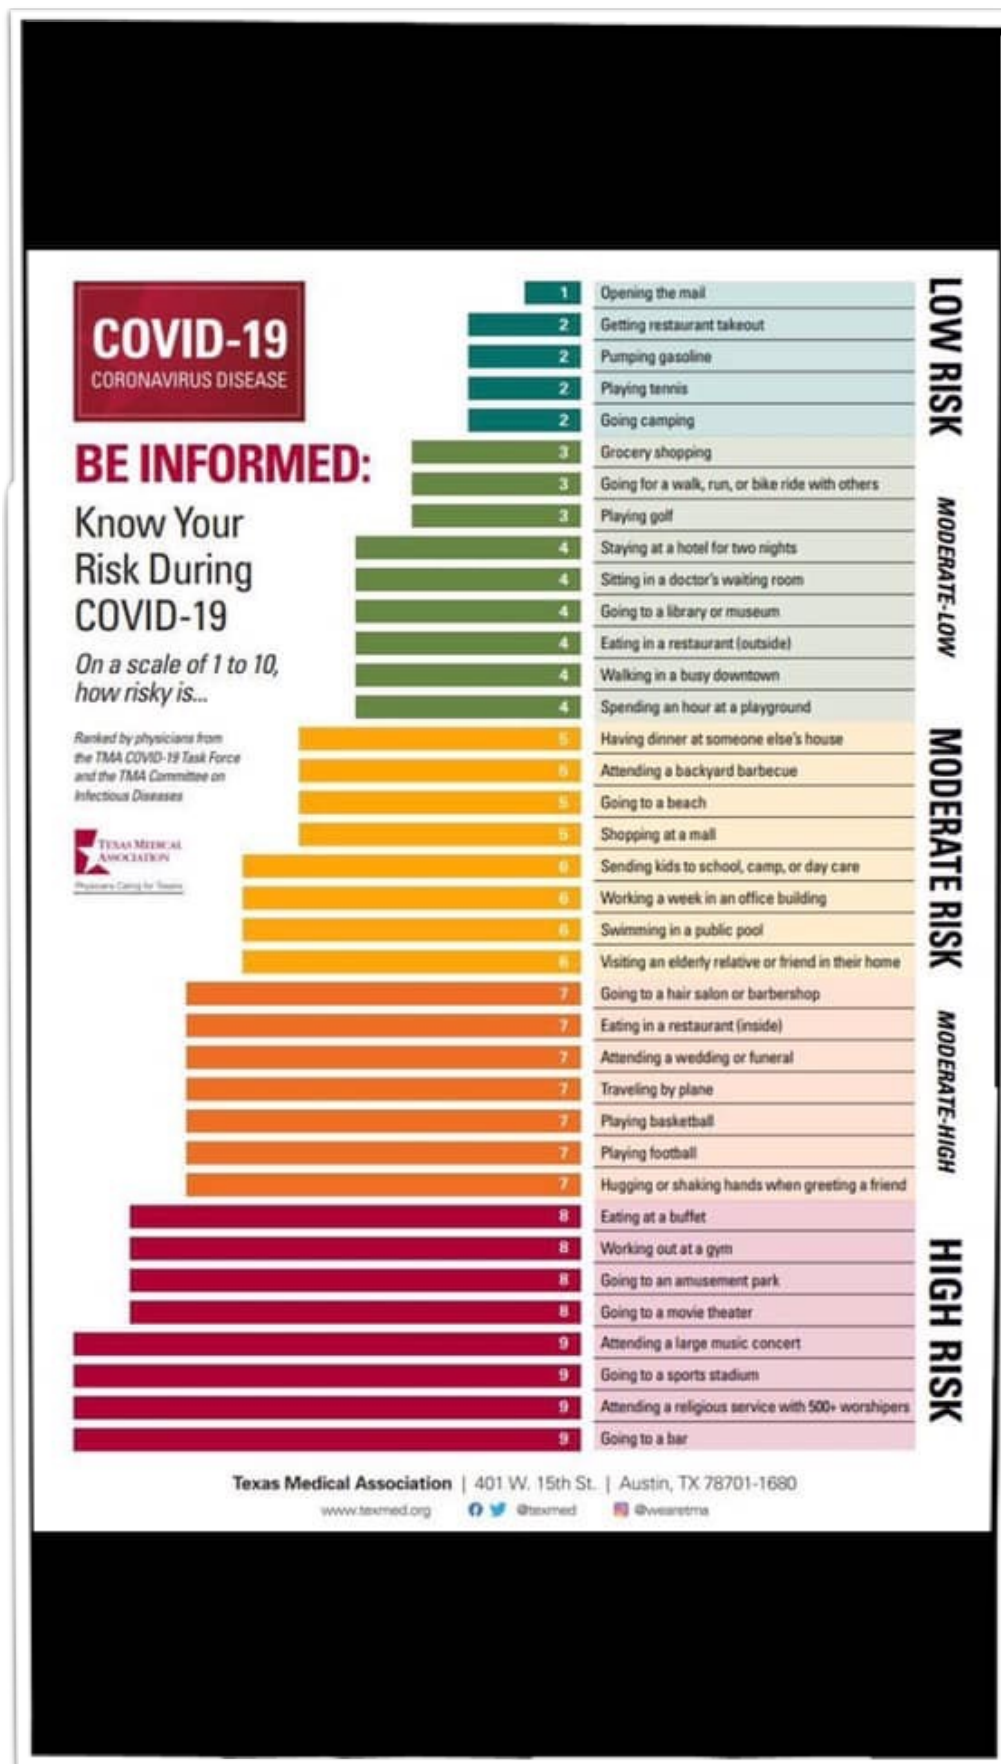 COVID-19
CORONAVIRUS DISEASE
BE INFORMED:
Know Your
Risk During
COVID-19
On a scale of 1 to 10,
how risky is...
Ranked by physicians from
the TMA COVID-19 Task Force
and the TMA Committee on
Infectious Diseases
TEXAS MEDICAL
ASSOCIATION
Physicians Caring for Texans
LOW RISK
1 Opening the mail
2 Getting restaurant takeout
2 Pumping gasoline
2 Playing tennis
2 Going camping
MODERATE-LOW
3 Grocery shopping
3 Going for a walk, run, or bike ride with others
3 Playing golf
4 Staying at a hotel for two nights
4 Sitting in a doctor's waiting room
4 Going to a library or museum
4 Eating in a restaurant (outside)
4 Walking in a busy downtown
4 Spending an hour at a playground
MODERATE RISK
5 Having dinner at someone else's house
5 Attending a backyard barbecue
5 Going to a beach
5 Shopping at a mall
6 Sending kids to school, camp, or day care
6 Working a week in an office building
6 Swimming in a public pool
6 Visiting an elderly relative or friend in their home
MODERATE-HIGH
7 Going to a hair salon or barbershop
7 Eating in a restaurant (inside)
7 Attending a wedding or funeral
7 Traveling by plane
7 Playing basketball
7 Playing football
7 Hugging or shaking hands when greeting a friend
HIGH RISK
8 Eating at a buffet
8 Working out at a gym
8 Going to an amusement park
8 Going to a movie theater
9 Attending a large music concert
9 Going to a sports stadium
9 Attending a religious service with 500+ worshipers
9 Going to a bar
Texas Medical Association | 401 W. 15th St. | Austin, TX 78701-1680
www.texmed.org @texmed @wearetma